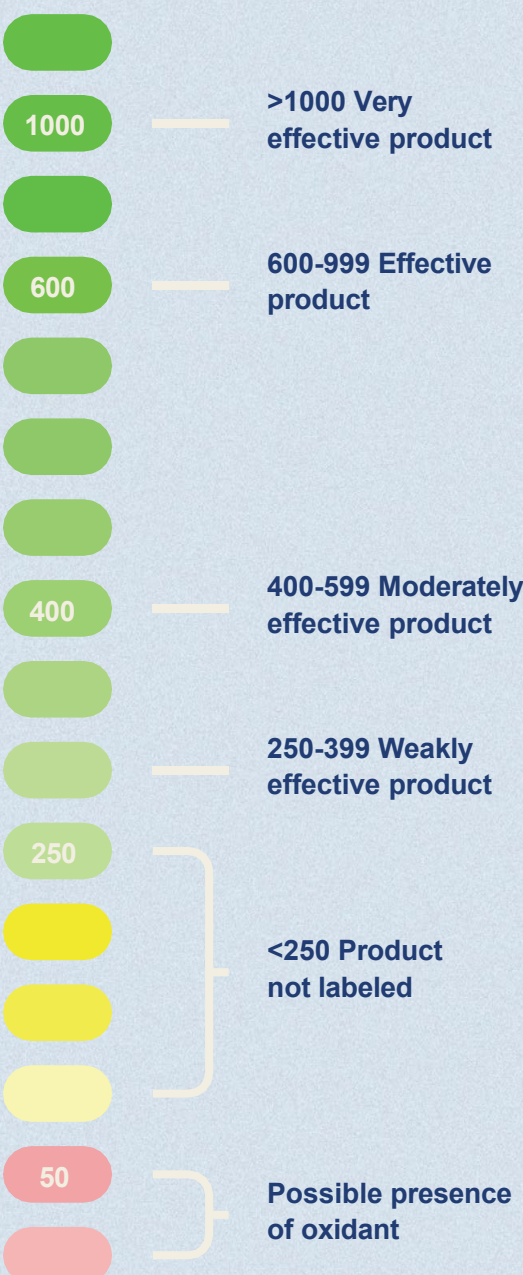 1000
>1000 Very
effective product
600
600-999 Effective
product
400
400-599 Moderately
effective product
250-399 Weakly
effective product
250
<250 Product
not labeled
50
Possible presence
of oxidant